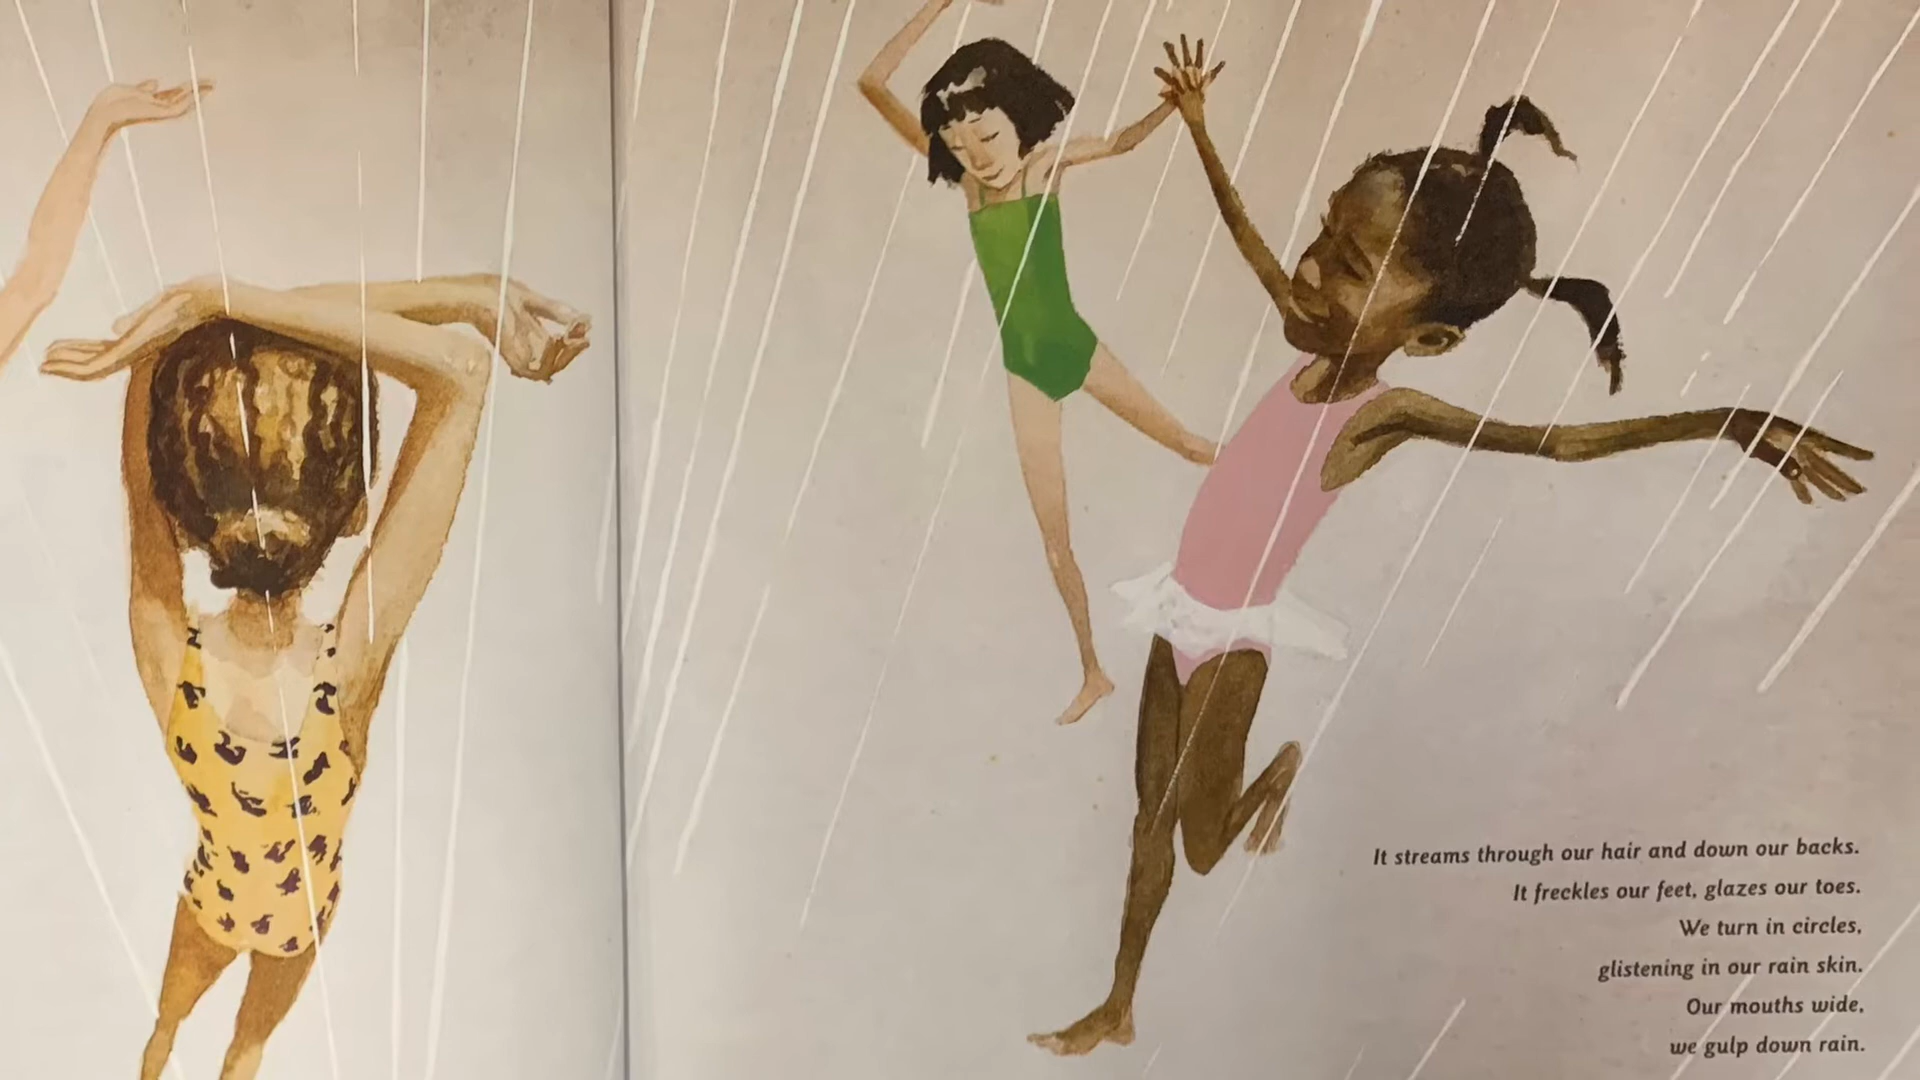 It streams through our hair and down our backs.
It freckles our feet, glazes our toes.
We turn in circles,
glistening in our rain skin.
Our mouths wide,
we gulp down rain.